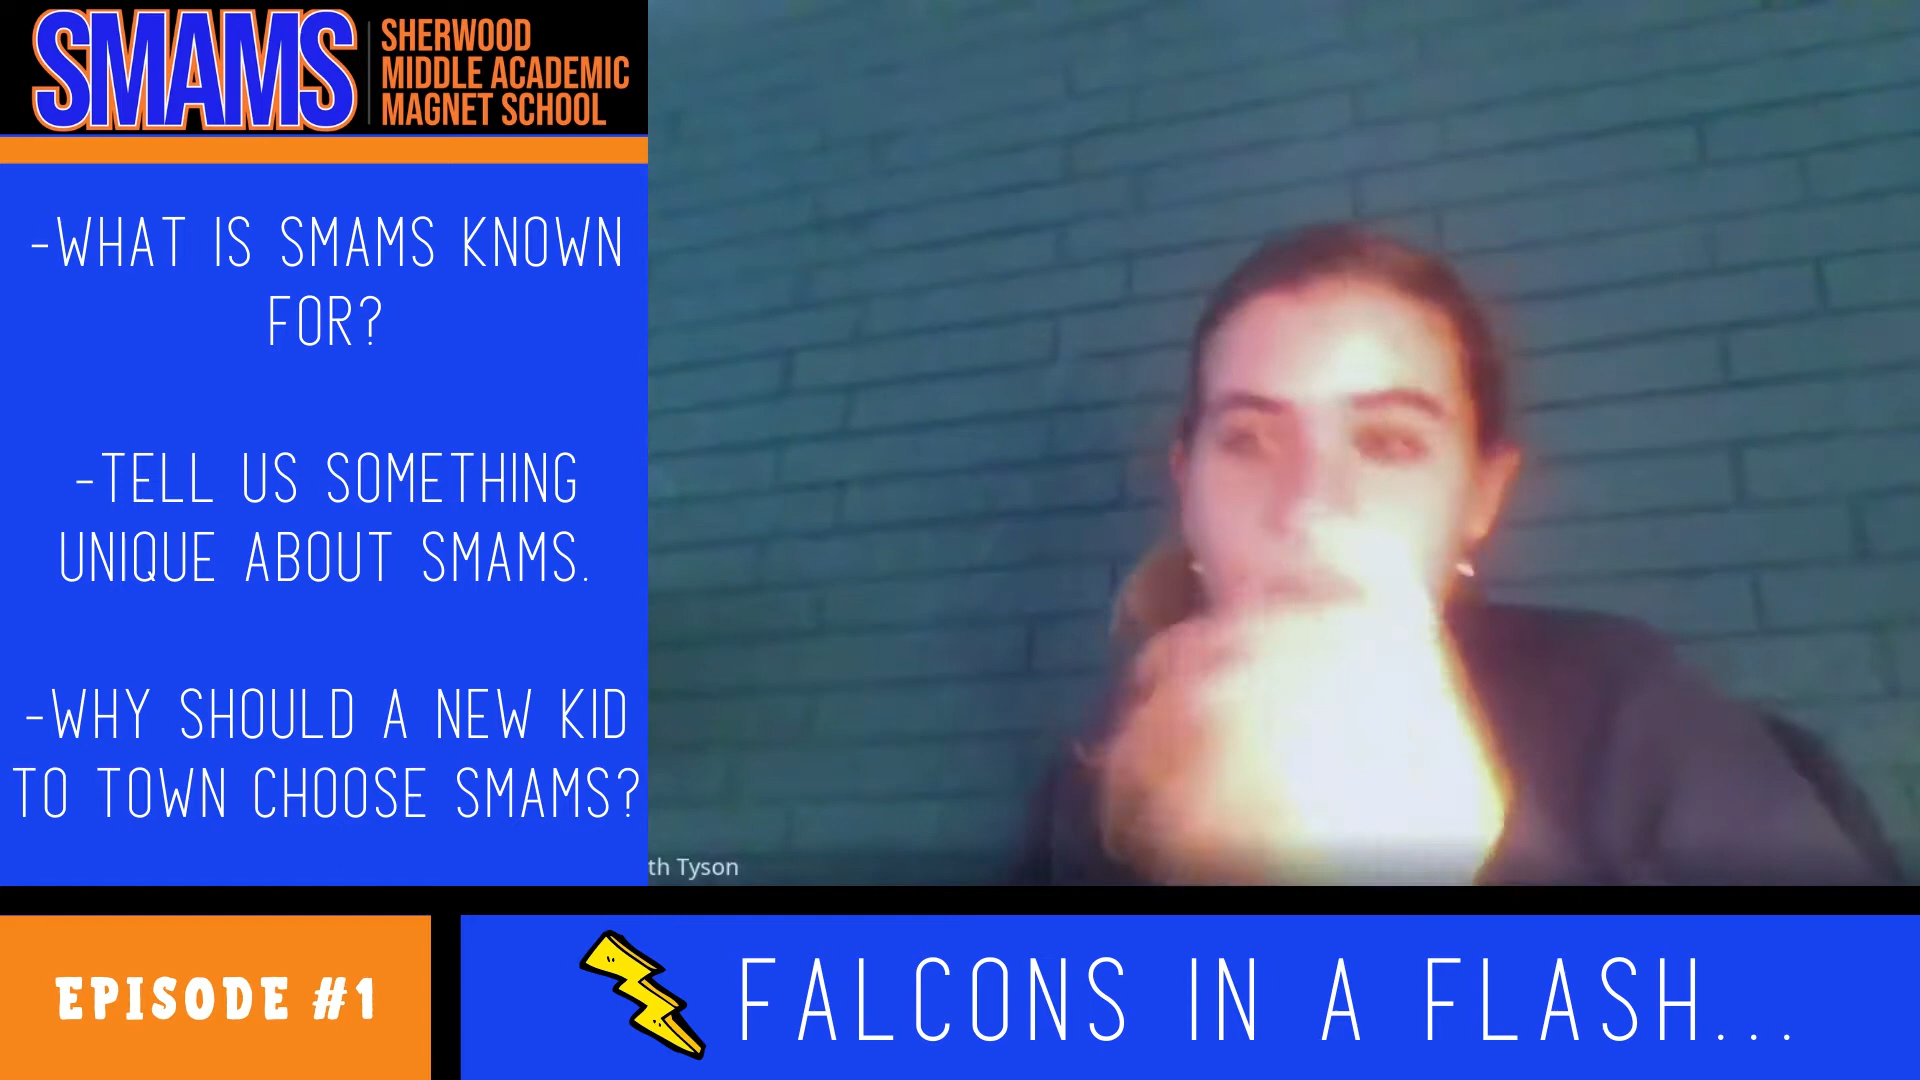 SMAMS
SHERWOOD
MIDDLE ACADEMIC
MAGNET SCHOOL
-WHAT IS SMAMS KNOWN
FOR?
-TELL US SOMETHING
UNIQUE ABOUT SMAMS.
-WHY SHOULD A NEW KID
TO TOWN CHOOSE SMAMS?
th Tyson
EPISODE #1
FALCONS IN A FLASH...